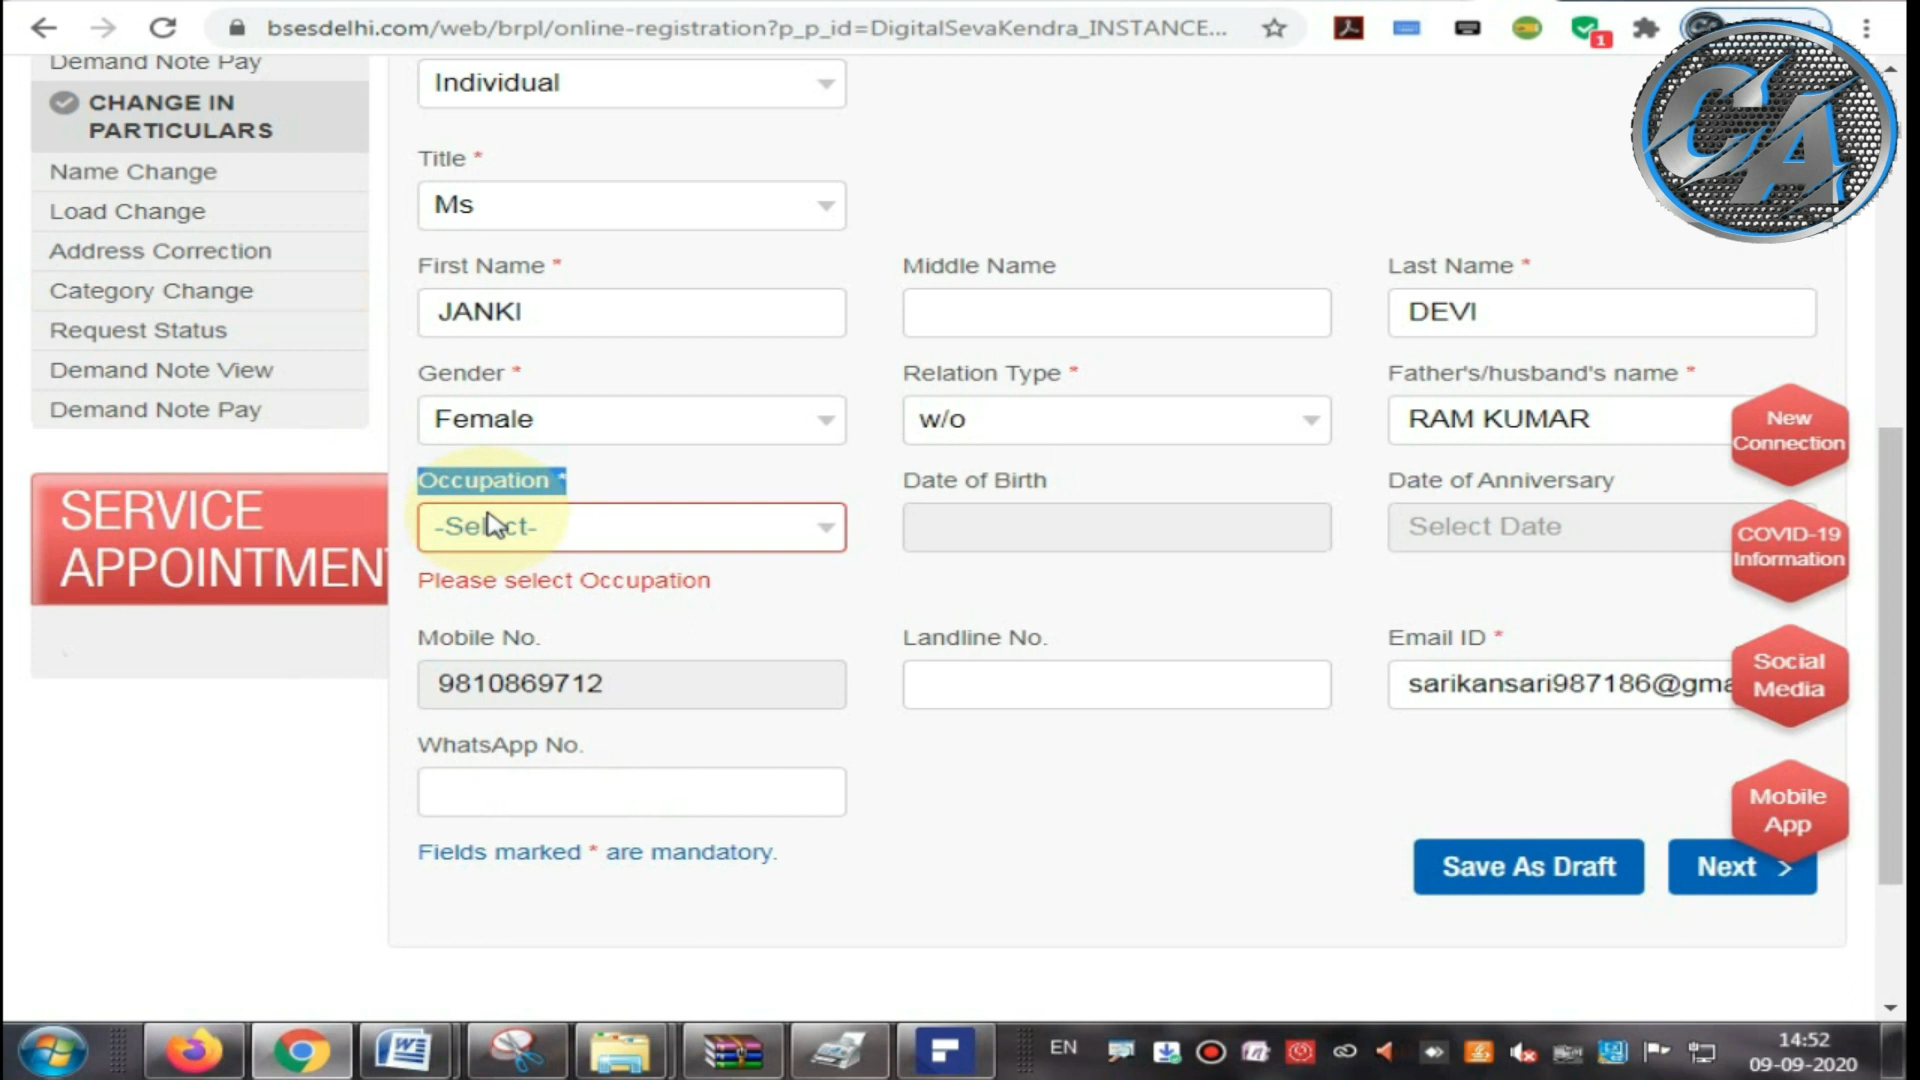 bsesdelhi.com/web/brpl/online-registration?p_p_id=DigitalSevaKendra_INSTANCE...
1
Demand Note Pay
CHANGE IN
PARTICULARS
Name Change
Load Change
Address Correction
Category Change
Request Status
Demand Note View
Demand Note Pay
SERVICE
APPOINTMEN
Individual
Title *
Ms
First Name * Middle Name Last Name *
JANKI DEVI
Gender * Relation Type * Father's/husband's name *
Female w/o RAM KUMAR
Occupation * Date of Birth Date of Anniversary
-Select- Select Date
Please select Occupation
Mobile No. Landline No. Email ID *
9810869712 sarikansari987186@gma
WhatsApp No.
Fields marked * are mandatory.
Save As Draft Next >
New
Connection
COVID-19
Information
Social
Media
Mobile
App
CA
EN
14:52
09-09-2020